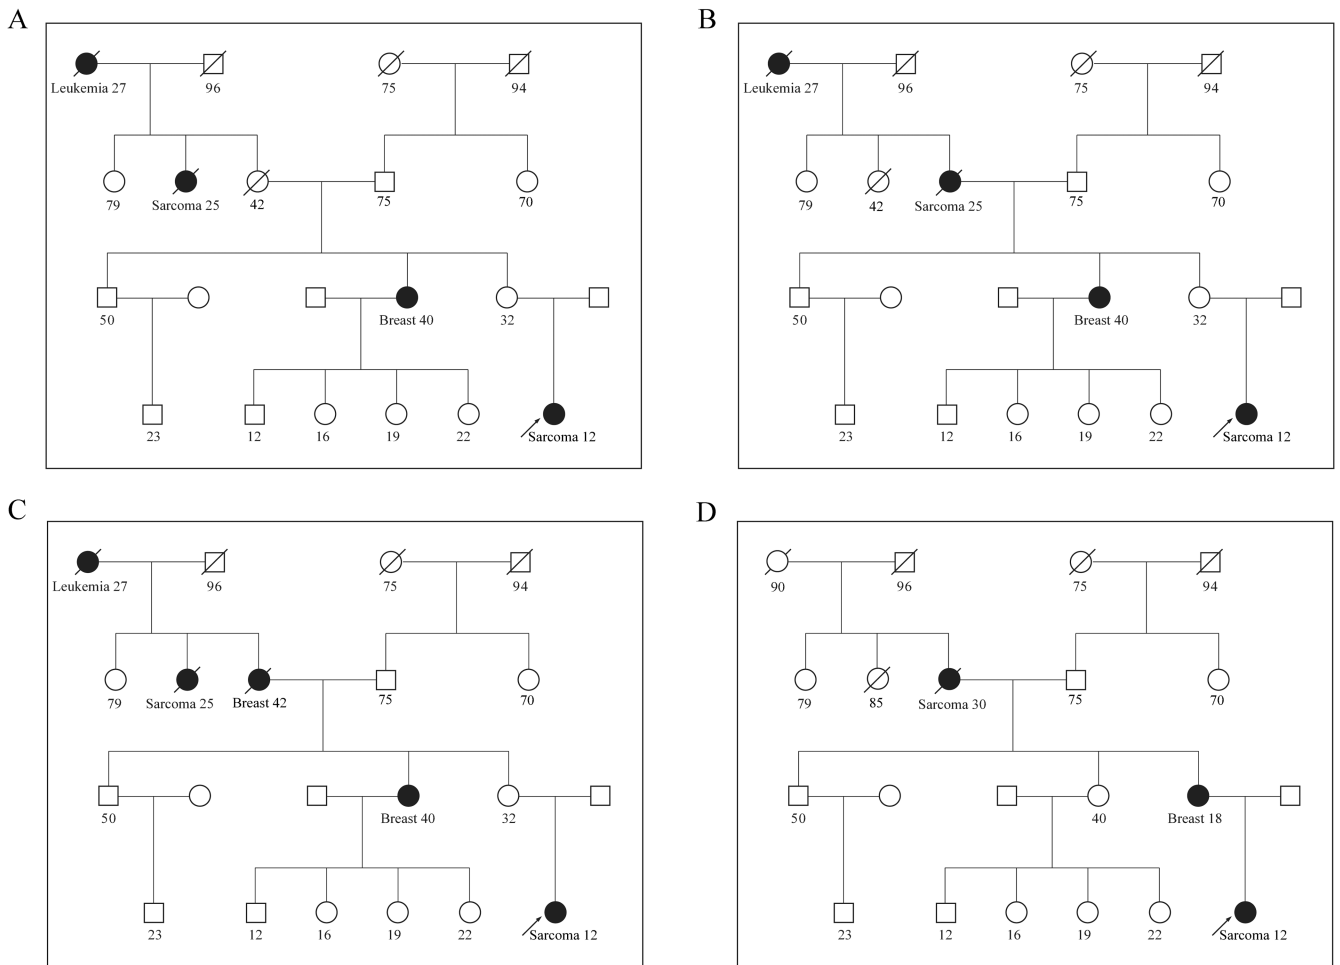 A
Leukemia 27 96 75 94
79 Sarcoma 25 42 75 70
50 Breast 40 32
23 12 16 19 22 Sarcoma 12
B
Leukemia 27 96 75 94
79 42 Sarcoma 25 75 70
50 Breast 40 32
23 12 16 19 22 Sarcoma 12
C
Leukemia 27 96 75 94
79 Sarcoma 25 Breast 42 75 70
50 Breast 40 32
23 12 16 19 22 Sarcoma 12
D
90 96 75 94
79 85 Sarcoma 30 75 70
50 40 Breast 18
23 12 16 19 22 Sarcoma 12